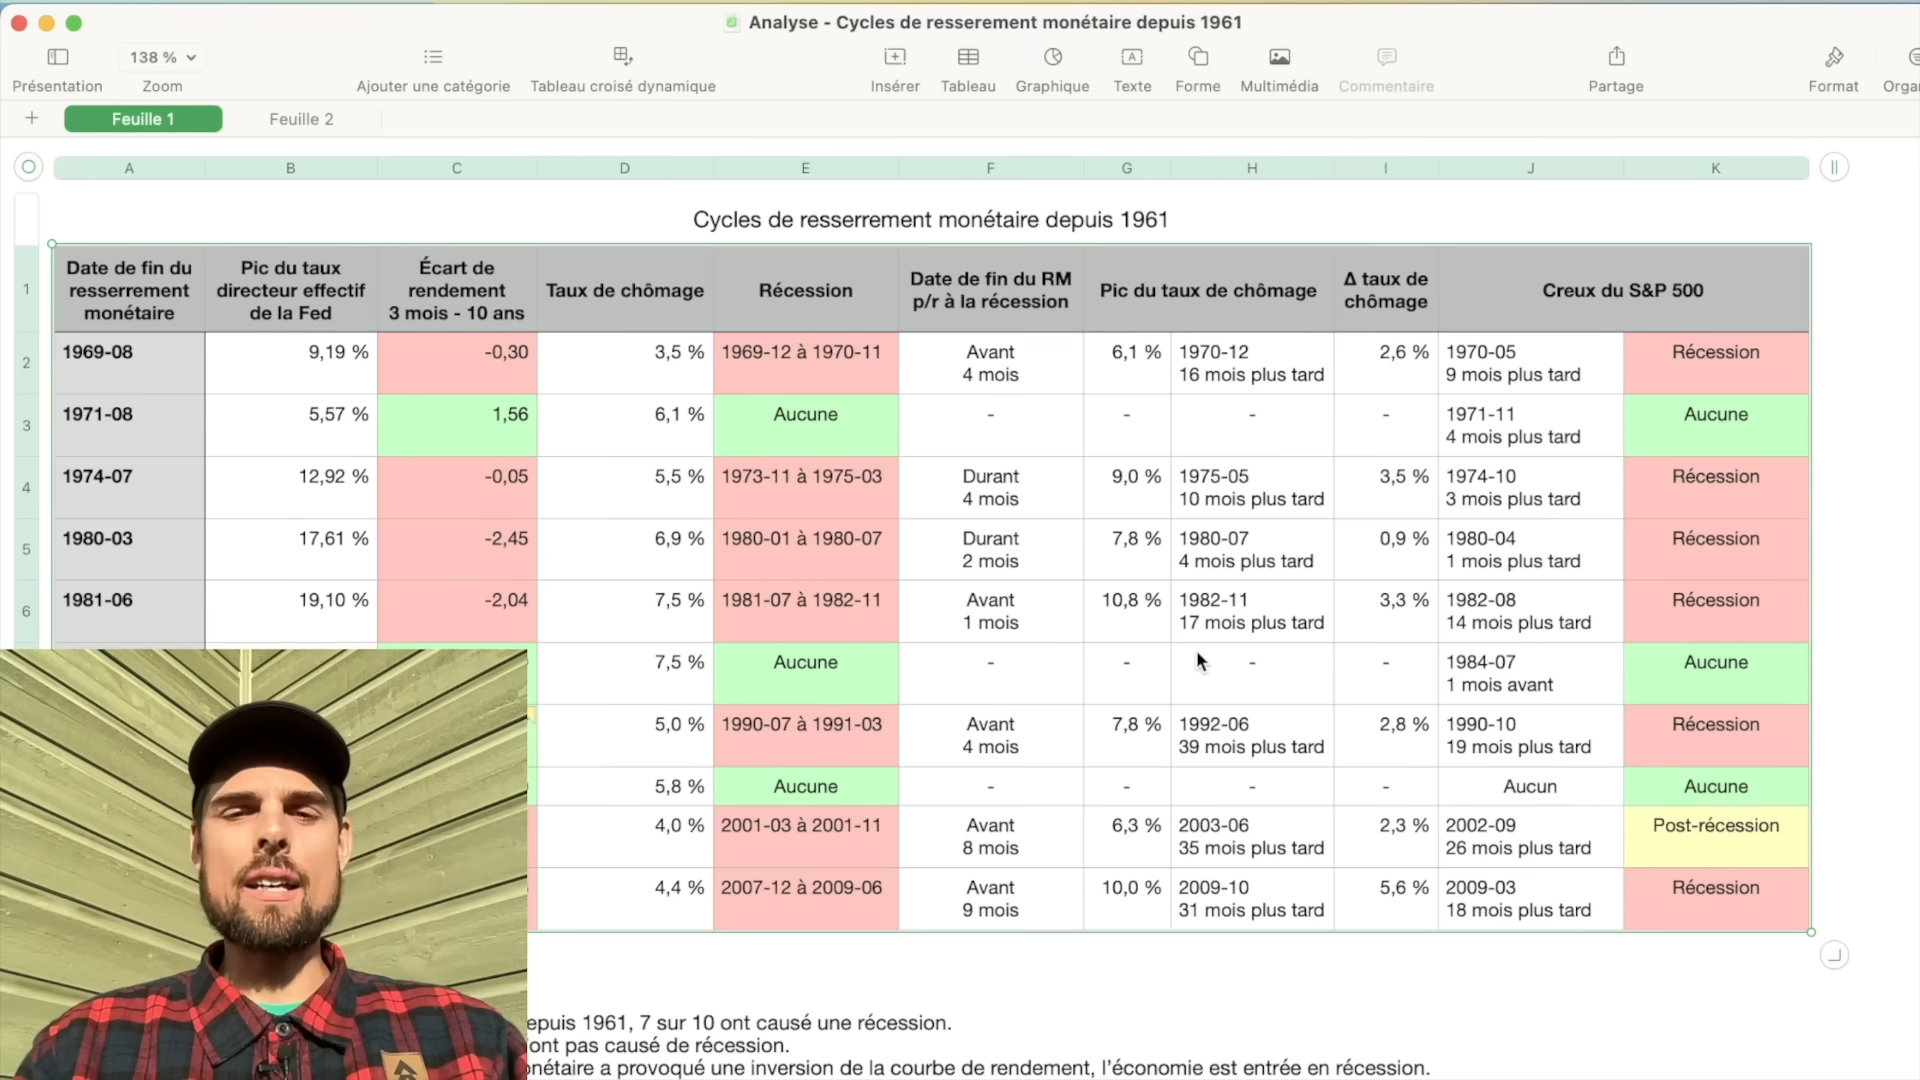 Analyse - Cycles de resserement monétaire depuis 1961
138 %
Présentation Zoom Ajouter une catégorie Tableau croisé dynamique Insérer Tableau Graphique Texte Forme Multimédia Commentaire Partage Format
+ Feuille 1 Feuille 2
A B C D E F G H I J K
Cycles de resserrement monétaire depuis 1961
1
Date de fin du resserrement monétaire
Pic du taux directeur effectif de la Fed
Écart de rendement 3 mois - 10 ans
Taux de chômage
Récession
Date de fin du RM p/r à la récession
Pic du taux de chômage
Δ taux de chômage
Creux du S&P 500
2
1969-08 9,19 % -0,30 3,5 % 1969-12 à 1970-11 Avant 6,1 % 1970-12 2,6 % 1970-05 Récession
4 mois 16 mois plus tard 9 mois plus tard
3
1971-08 5,57 % 1,56 6,1 % Aucune - - - - 1971-11 Aucune
4 mois plus tard
4
1974-07 12,92 % -0,05 5,5 % 1973-11 à 1975-03 Durant 9,0 % 1975-05 3,5 % 1974-10 Récession
4 mois 10 mois plus tard 3 mois plus tard
5
1980-03 17,61 % -2,45 6,9 % 1980-01 à 1980-07 Durant 7,8 % 1980-07 0,9 % 1980-04 Récession
2 mois 4 mois plus tard 1 mois plus tard
6
1981-06 19,10 % -2,04 7,5 % 1981-07 à 1982-11 Avant 10,8 % 1982-11 3,3 % 1982-08 Récession
1 mois 17 mois plus tard 14 mois plus tard
7,5 % Aucune - - - - 1984-07 Aucune
1 mois avant
5,0 % 1990-07 à 1991-03 Avant 7,8 % 1992-06 2,8 % 1990-10 Récession
4 mois 39 mois plus tard 19 mois plus tard
5,8 % Aucune - - - - Aucun Aucune
4,0 % 2001-03 à 2001-11 Avant 6,3 % 2003-06 2,3 % 2002-09 Post-récession
8 mois 35 mois plus tard 26 mois plus tard
4,4 % 2007-12 à 2009-06 Avant 10,0 % 2009-10 5,6 % 2009-03 Récession
9 mois 31 mois plus tard 18 mois plus tard
epuis 1961, 7 sur 10 ont causé une récession.
ont pas causé de récession.
onétaire a provoqué une inversion de la courbe de rendement, l'économie est entrée en récession.